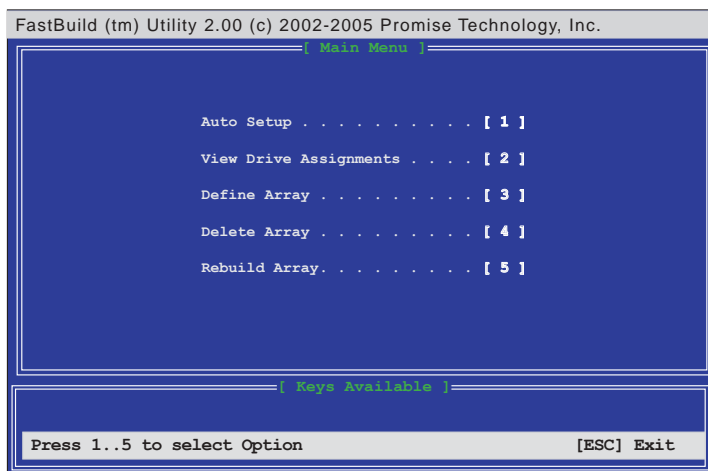 FastBuild (tm) Utility 2.00 (c) 2002-2005 Promise Technology, Inc.
[ Main Menu ]
Auto Setup . . . . . . . . . . [ 1 ]
View Drive Assignments . . . . [ 2 ]
Define Array . . . . . . . . . [ 3 ]
Delete Array . . . . . . . . . [ 4 ]
Rebuild Array. . . . . . . . . [ 5 ]
[ Keys Available ]
Press 1..5 to select Option [ESC] Exit